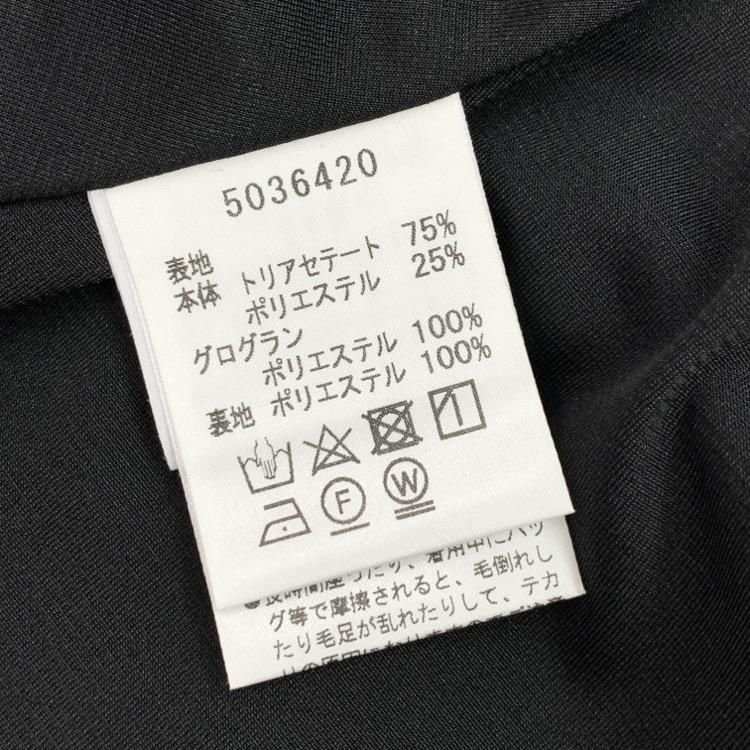 5036420
表地
本体 トリアセテート 75%
ポリエステル 25%
グログラン
ポリエステル 100%
表地 ポリエステル 100%
F W
長時間座ったり、着用中にバッ
グ等で摩擦されると、毛倒れし
たり毛足が乱れたりして、テカ